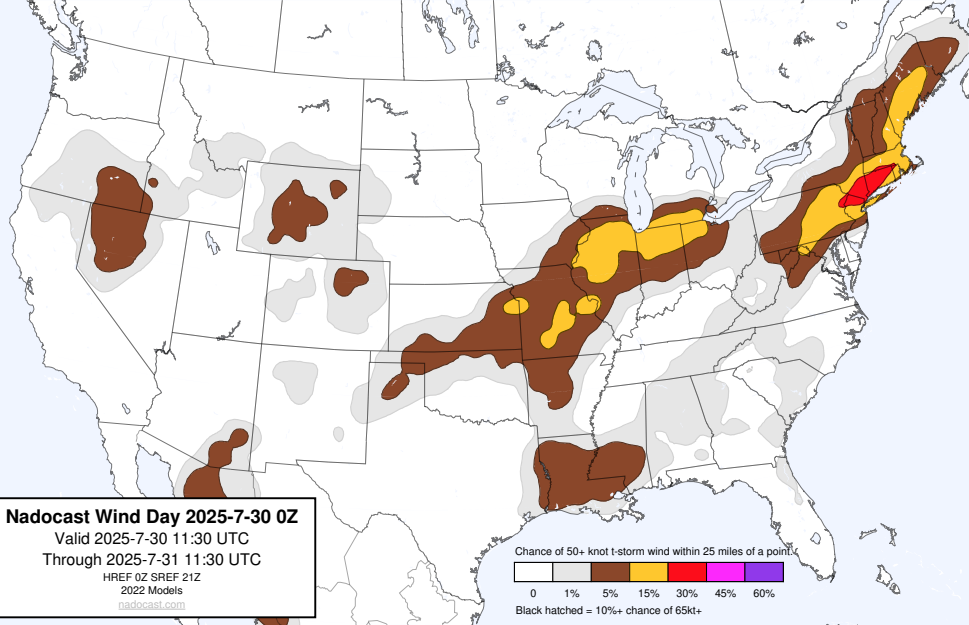 Nadocast Wind Day 2025-7-30 0Z
Valid 2025-7-30 11:30 UTC
Through 2025-7-31 11:30 UTC
HREF 0Z SREF 21Z
2022 Models
nadocast.com
Chance of 50+ knot t-storm wind within 25 miles of a point.
0 1% 5% 15% 30% 45% 60%
Black hatched = 10%+ chance of 65kt+